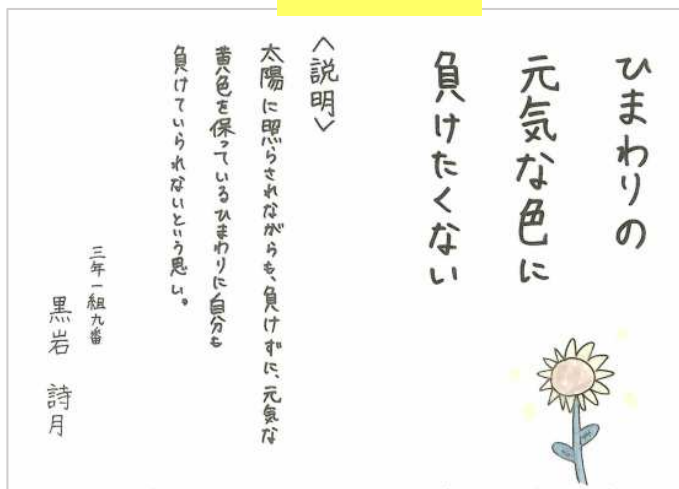 ひまわりの
元気な色に
負けたくない
〈説明〉
太陽に照らされながらも、負けずに、元気な
黄色を保っているひまわりに自分も
負けていられないという思い。
三年一組九番
黒岩 詩月